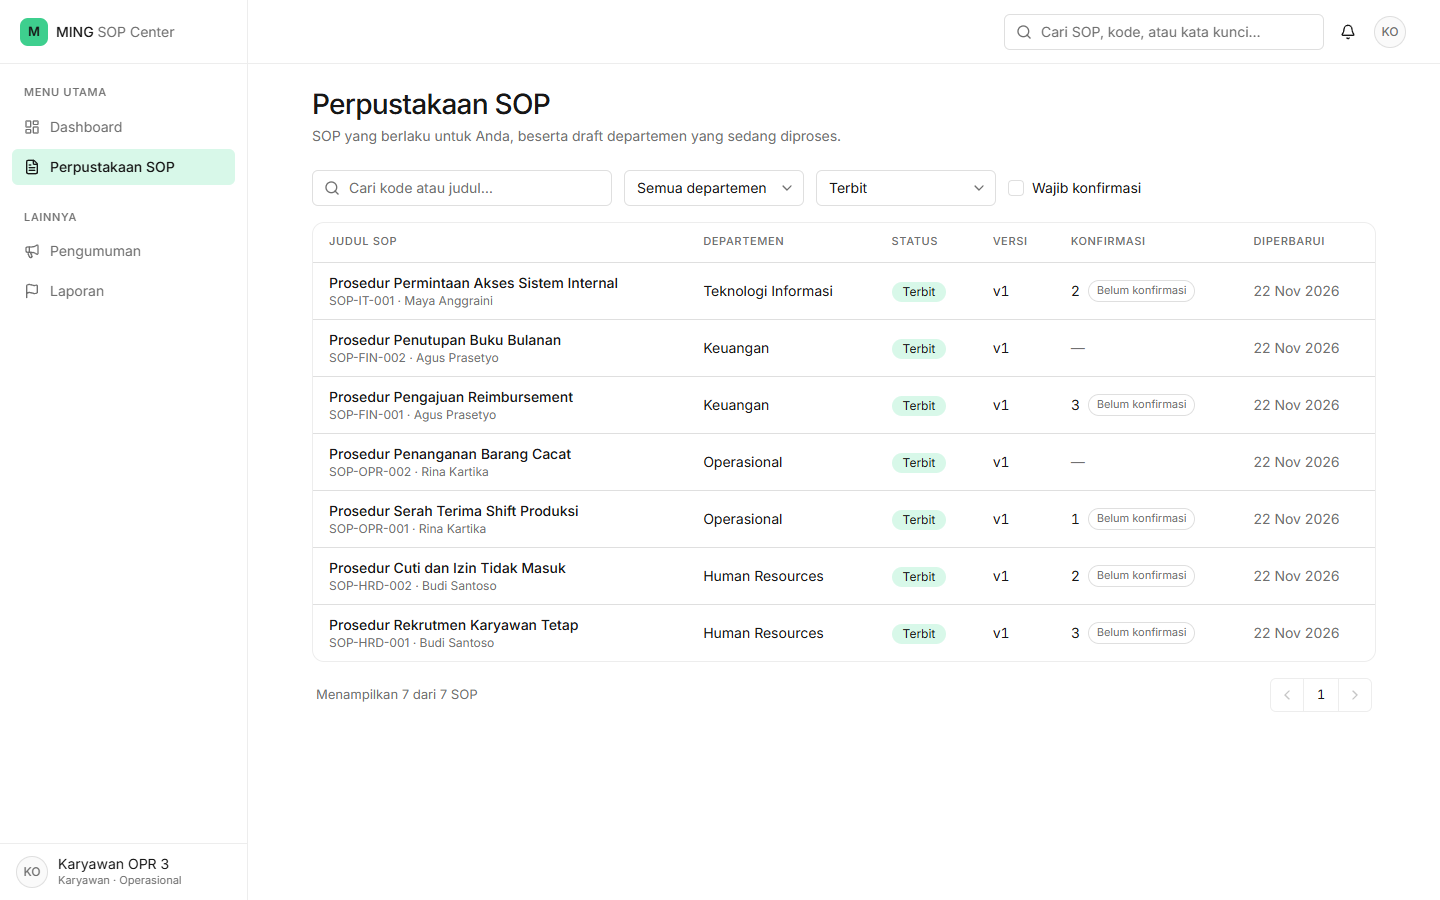 M MING SOP Center
Cari SOP, kode, atau kata kunci...
KO
MENU UTAMA
Dashboard
Perpustakaan SOP
LAINNYA
Pengumuman
Laporan
KO
Karyawan OPR 3
Karyawan · Operasional
Perpustakaan SOP
SOP yang berlaku untuk Anda, beserta draft departemen yang sedang diproses.
Cari kode atau judul...
Semua departemen
Terbit
Wajib konfirmasi
JUDUL SOP DEPARTEMEN STATUS VERSI KONFIRMASI DIPERBARUI
Prosedur Permintaan Akses Sistem Internal
SOP-IT-001 · Maya Anggraini
Teknologi Informasi Terbit v1 2 Belum konfirmasi 22 Nov 2026
Prosedur Penutupan Buku Bulanan
SOP-FIN-002 · Agus Prasetyo
Keuangan Terbit v1 — 22 Nov 2026
Prosedur Pengajuan Reimbursement
SOP-FIN-001 · Agus Prasetyo
Keuangan Terbit v1 3 Belum konfirmasi 22 Nov 2026
Prosedur Penanganan Barang Cacat
SOP-OPR-002 · Rina Kartika
Operasional Terbit v1 — 22 Nov 2026
Prosedur Serah Terima Shift Produksi
SOP-OPR-001 · Rina Kartika
Operasional Terbit v1 1 Belum konfirmasi 22 Nov 2026
Prosedur Cuti dan Izin Tidak Masuk
SOP-HRD-002 · Budi Santoso
Human Resources Terbit v1 2 Belum konfirmasi 22 Nov 2026
Prosedur Rekrutmen Karyawan Tetap
SOP-HRD-001 · Budi Santoso
Human Resources Terbit v1 3 Belum konfirmasi 22 Nov 2026
Menampilkan 7 dari 7 SOP
1